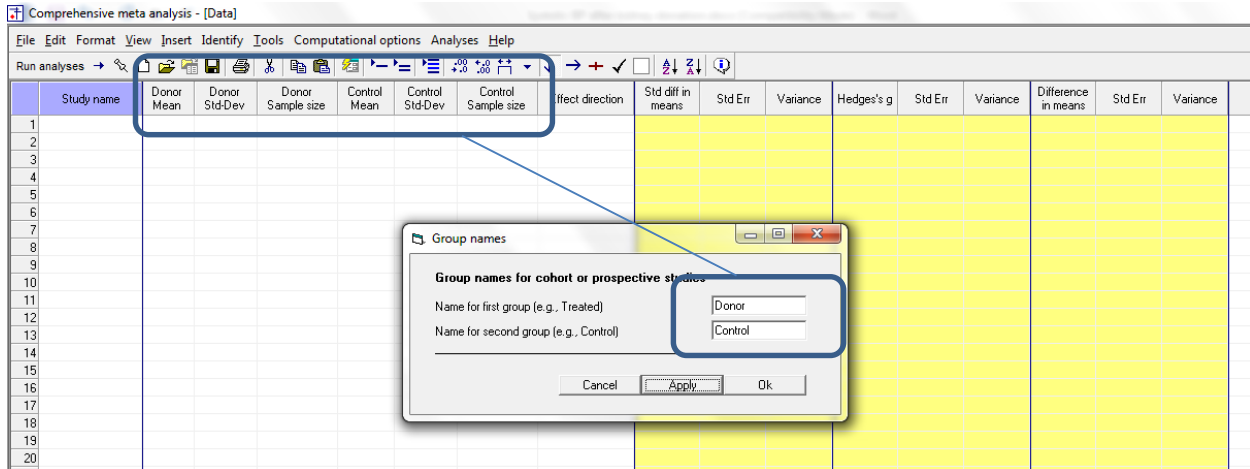 Comprehensive meta analysis - [Data]
File Edit Format View Insert Identify Tools Computational options Analyses Help
Run analyses
Study name Donor Mean Donor Std-Dev Donor Sample size Control Mean Control Std-Dev Control Sample size Effect direction Std diff in means Std Err Variance Hedges's g Std Err Variance Difference in means Std Err Variance
1
2
3
4
5
6
7
8
9
10
11
12
13
14
15
16
17
18
19
20
Group names
Group names for cohort or prospective studies
Name for first group (e.g., Treated) Donor
Name for second group (e.g., Control) Control
Cancel Apply Ok